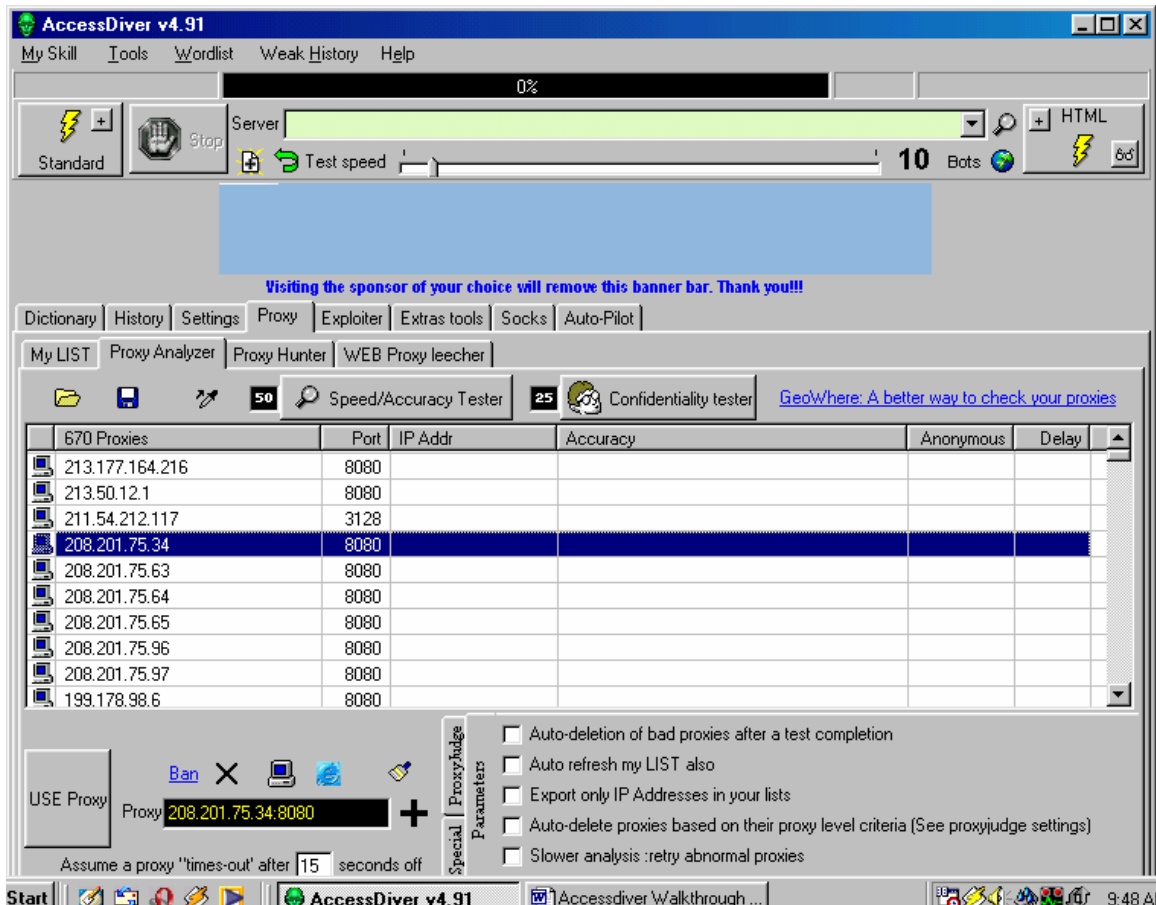 AccessDiver v4.91
My Skill Tools Wordlist Weak History Help
0%
Standard + Stop Server + HTML
Test speed 10 Bots
Visiting the sponsor of your choice will remove this banner bar. Thank you!!!
Dictionary History Settings Proxy Exploiter Extras tools Socks Auto-Pilot
My LIST Proxy Analyzer Proxy Hunter WEB Proxy leecher
50 Speed/Accuracy Tester 25 Confidentiality tester GeoWhere: A better way to check your proxies
670 Proxies Port IP Addr Accuracy Anonymous Delay
213.177.164.216 8080
213.50.12.1 8080
211.54.212.117 3128
208.201.75.34 8080
208.201.75.63 8080
208.201.75.64 8080
208.201.75.65 8080
208.201.75.96 8080
208.201.75.97 8080
199.178.98.6 8080
USE Proxy
Ban
Proxy 208.201.75.34:8080
Assume a proxy "times-out' after 15 seconds off
ProxyJudge
Special
Parameters
Auto-deletion of bad proxies after a test completion
Auto refresh my LIST also
Export only IP Addresses in your lists
Auto-delete proxies based on their proxy level criteria (See proxyjudge settings)
Slower analysis :retry abnormal proxies
Start AccessDiver v4.91 Accessdiver Walkthrough ... 9:48 A